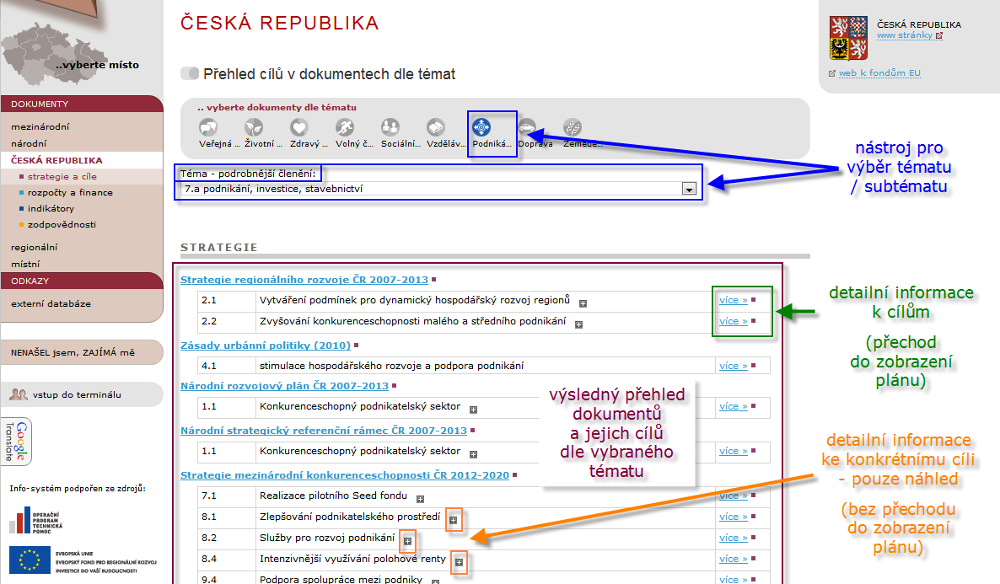 ČESKÁ REPUBLIKA
ČESKÁ REPUBLIKA
www stránky
web k fondům EU
..vyberte místo
Přehled cílů v dokumentech dle témat
DOKUMENTY
mezinárodní
národní
ČESKÁ REPUBLIKA
strategie a cíle
rozpočty a finance
indikátory
zodpovědnosti
regionální
místní
ODKAZY
externí databáze
NENAŠEL jsem, ZAJÍMÁ mě
vstup do terminálu
Google
Translate
Info-systém podpořen ze zdrojů:
OPERAČNÍ
PROGRAM
TECHNICKÁ
POMOC
EVROPSKÁ UNIE
EVROPSKÝ FOND PRO REGIONÁLNÍ ROZVOJ
INVESTICE DO VAŠÍ BUDOUCNOSTI
.. vyberte dokumenty dle tématu
Veřejná ... Životní ... Zdravý ... Volný č... Sociální... Vzděláv... Podniká... Doprava Zemědě...
Téma - podrobnější členění:
7.a podnikání, investice, stavebnictví
nástroj pro
výběr tématu
/ subtématu
STRATEGIE
Strategie regionálního rozvoje ČR 2007-2013
2.1 Vytváření podmínek pro dynamický hospodářský rozvoj regionů více »
2.2 Zvyšování konkurenceschopnosti malého a středního podnikání více »
Zásady urbánní politiky (2010)
4.1 stimulace hospodářského rozvoje a podpora podnikání více »
Národní rozvojový plán ČR 2007-2013
1.1 Konkurenceschopný podnikatelský sektor více »
Národní strategický referenční rámec ČR 2007-2013
1.1 Konkurenceschopný podnikatelský sektor více »
Strategie mezinárodní konkurenceschopnosti ČR 2012-2020
7.1 Realizace pilotního Seed fondu více »
8.1 Zlepšování podnikatelského prostředí více »
8.2 Služby pro rozvoj podnikání více »
8.4 Intenzivnější využívání polohové renty více »
9.4 Podpora spolupráce mezi podniky více »
výsledný přehled
dokumentů
a jejich cílů
dle vybraného
tématu
detailní informace
k cílům
(přechod
do zobrazení
plánu)
detailní informace
ke konkrétnímu cíli
- pouze náhled
(bez přechodu
do zobrazení
plánu)